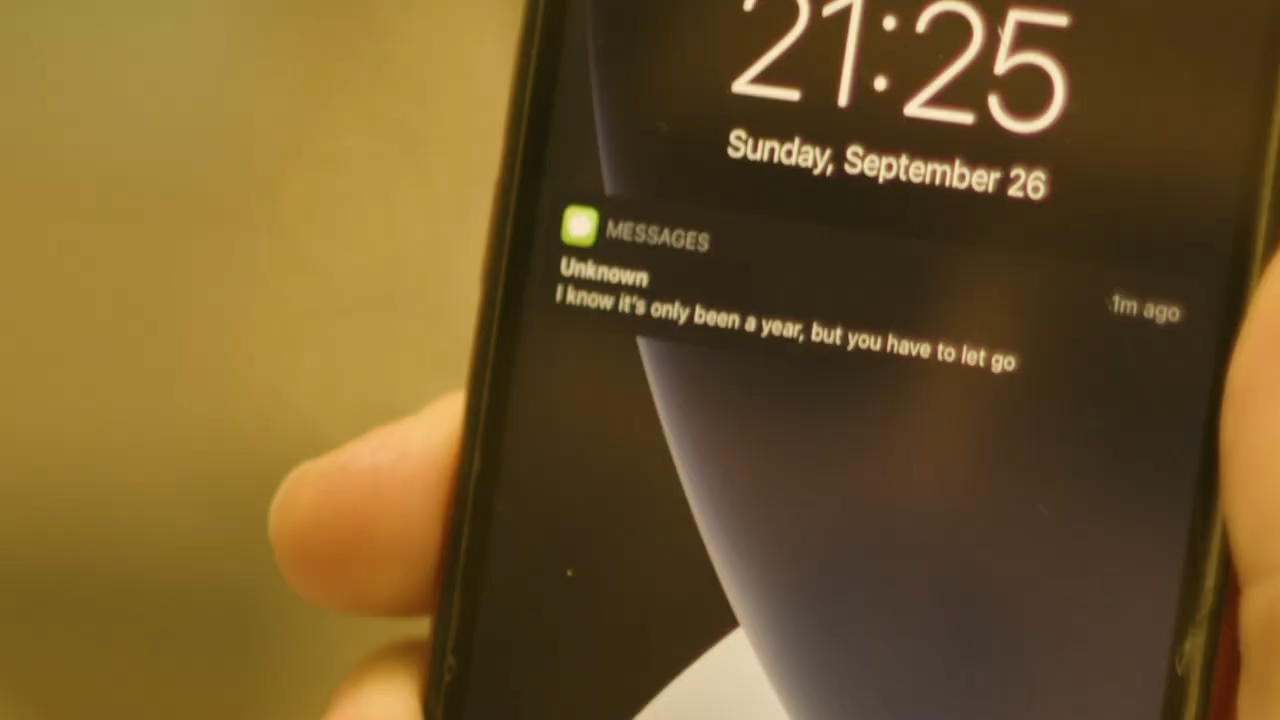 21:25
Sunday, September 26
MESSAGES
Unknown
1m ago
I know it's only been a year, but you have to let go